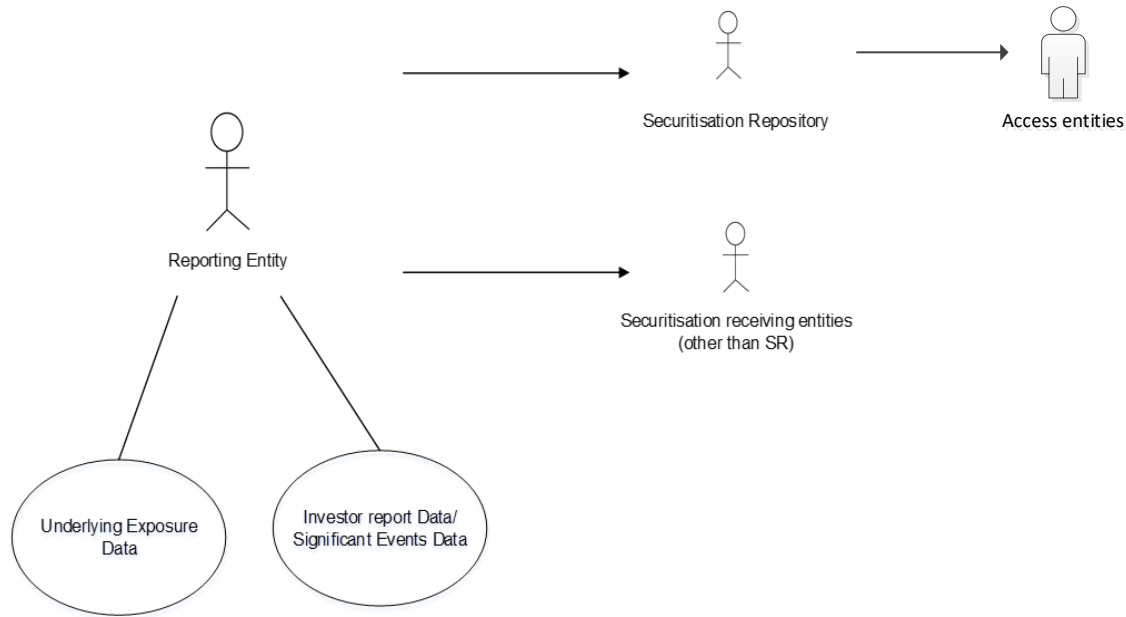 Securitisation Repository
Access entities
Reporting Entity
Securitisation receiving entities
(other than SR)
Underlying Exposure
Data
Investor report Data/
Significant Events Data